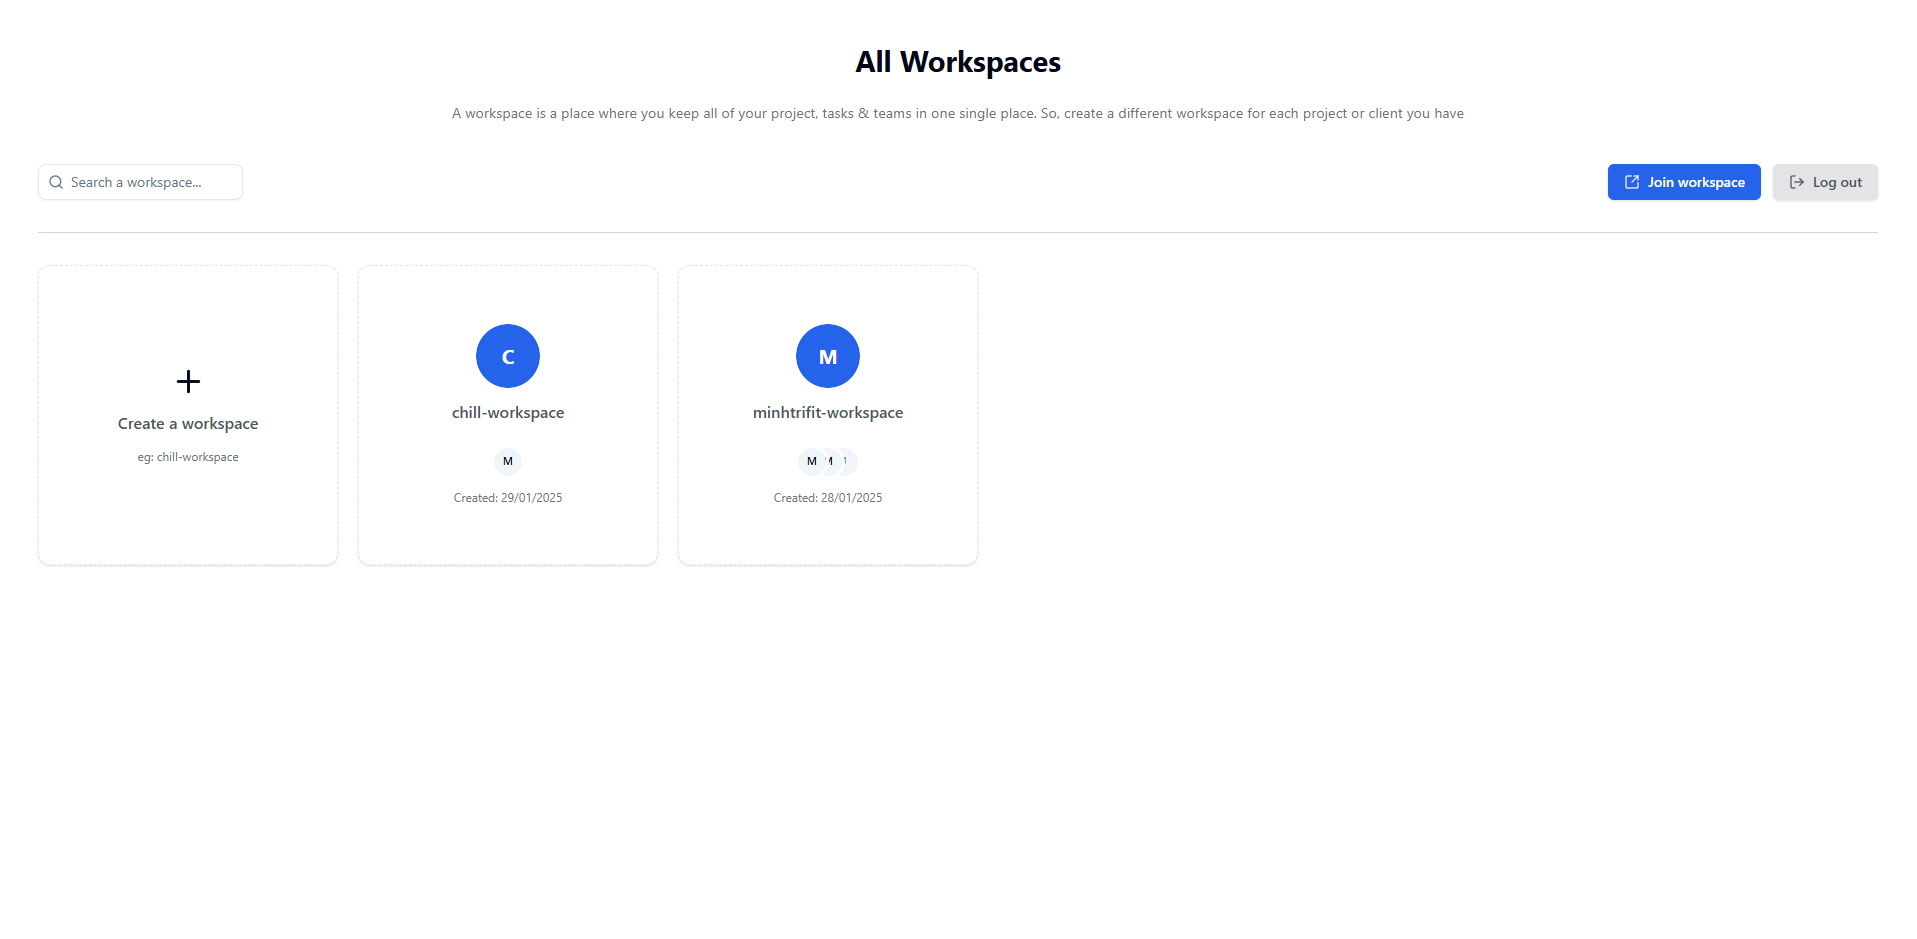 All Workspaces
A workspace is a place where you keep all of your project, tasks & teams in one single place. So, create a different workspace for each project or client you have
Search a workspace...
Join workspace
Log out
Create a workspace
eg: chill-workspace
C
chill-workspace
M
Created: 29/01/2025
M
minhtrifit-workspace
M M
Created: 28/01/2025